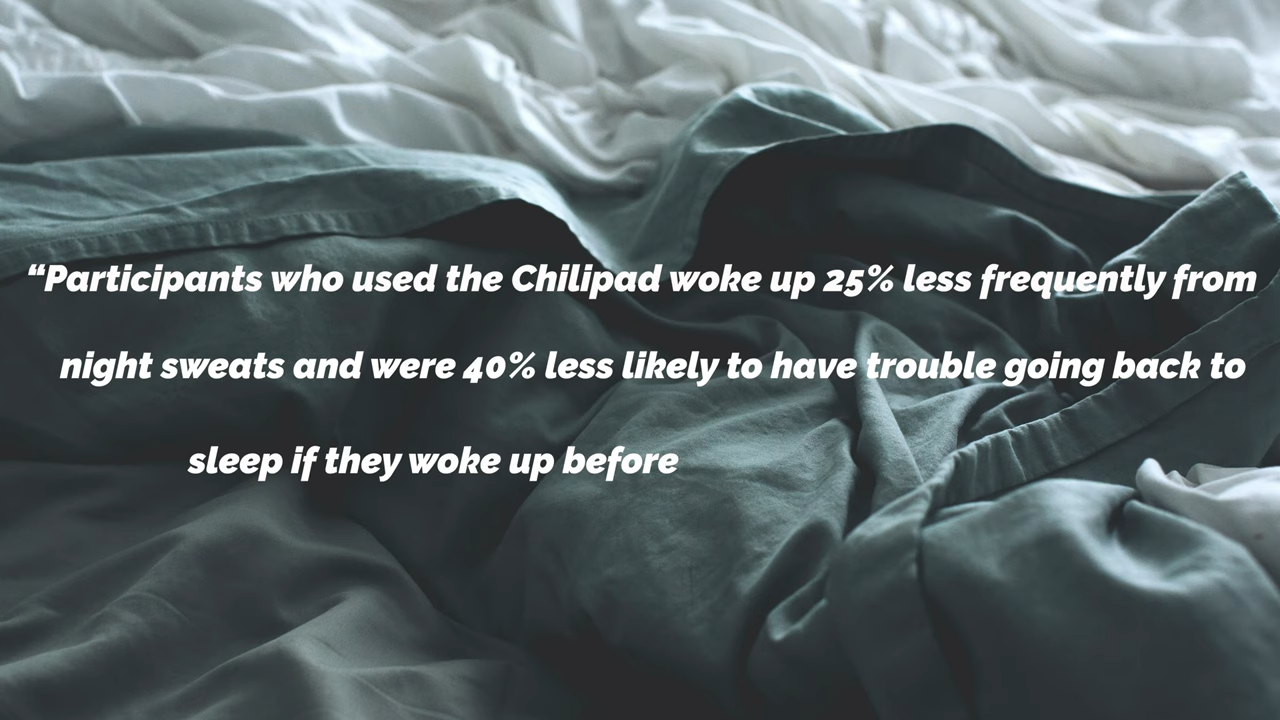 “Participants who used the Chilipad woke up 25% less frequently from
night sweats and were 40% less likely to have trouble going back to
sleep if they woke up before